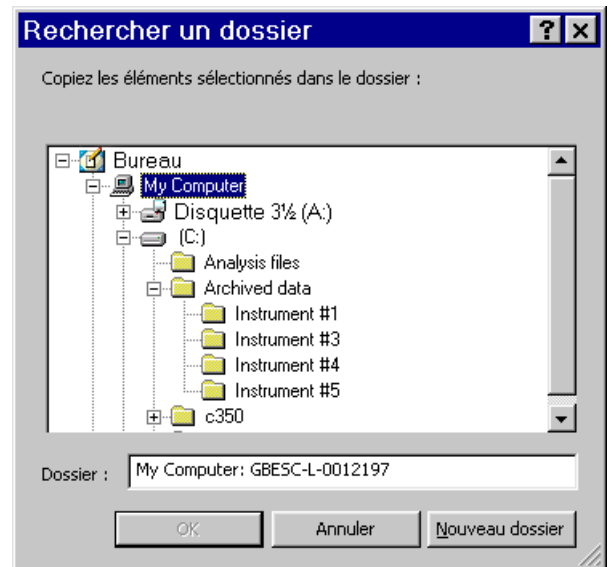 Rechercher un dossier
Copiez les éléments sélectionnés dans le dossier :
Bureau
My Computer
Disquette 3½ (A:)
(C:)
Analysis files
Archived data
Instrument #1
Instrument #3
Instrument #4
Instrument #5
c350
Dossier : My Computer: GBESC-L-0012197
OK Annuler Nouveau dossier